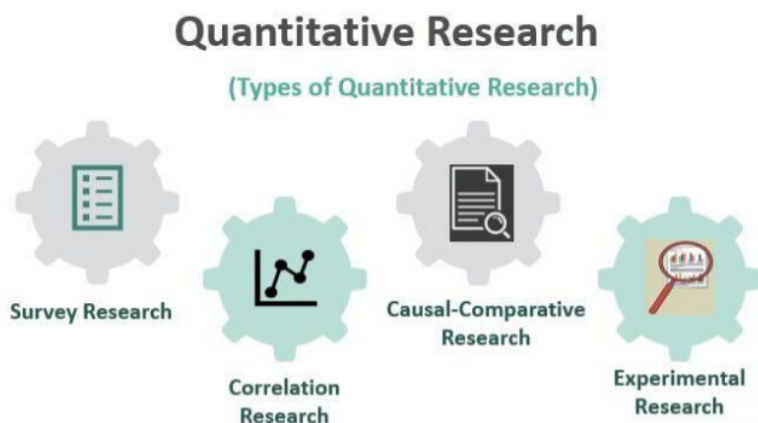 Quantitative Research
(Types of Quantitative Research)
Survey Research
Correlation
Research
Causal-Comparative
Research
Experimental
Research